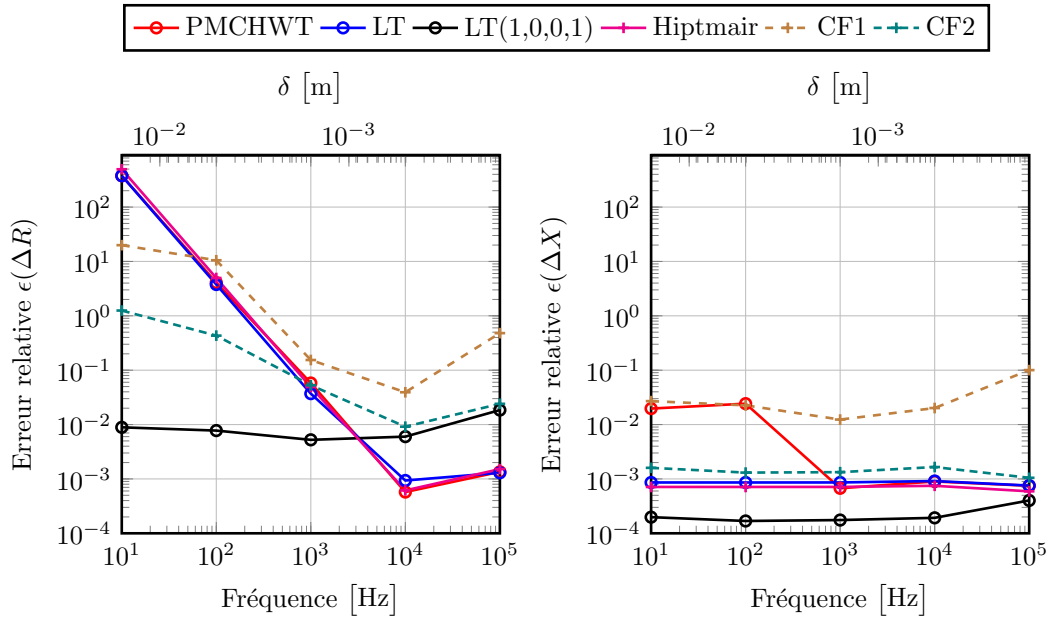 PMCHWT LT LT(1,0,0,1) Hiptmair CF1 CF2
δ [m]
10^−2 10^−3
Erreur relative ϵ(ΔR)
10^2
10^1
10^0
10^−1
10^−2
10^−3
10^−4
10^1 10^2 10^3 10^4 10^5
Fréquence [Hz]
δ [m]
10^−2 10^−3
Erreur relative ϵ(ΔX)
10^2
10^1
10^0
10^−1
10^−2
10^−3
10^−4
10^1 10^2 10^3 10^4 10^5
Fréquence [Hz]